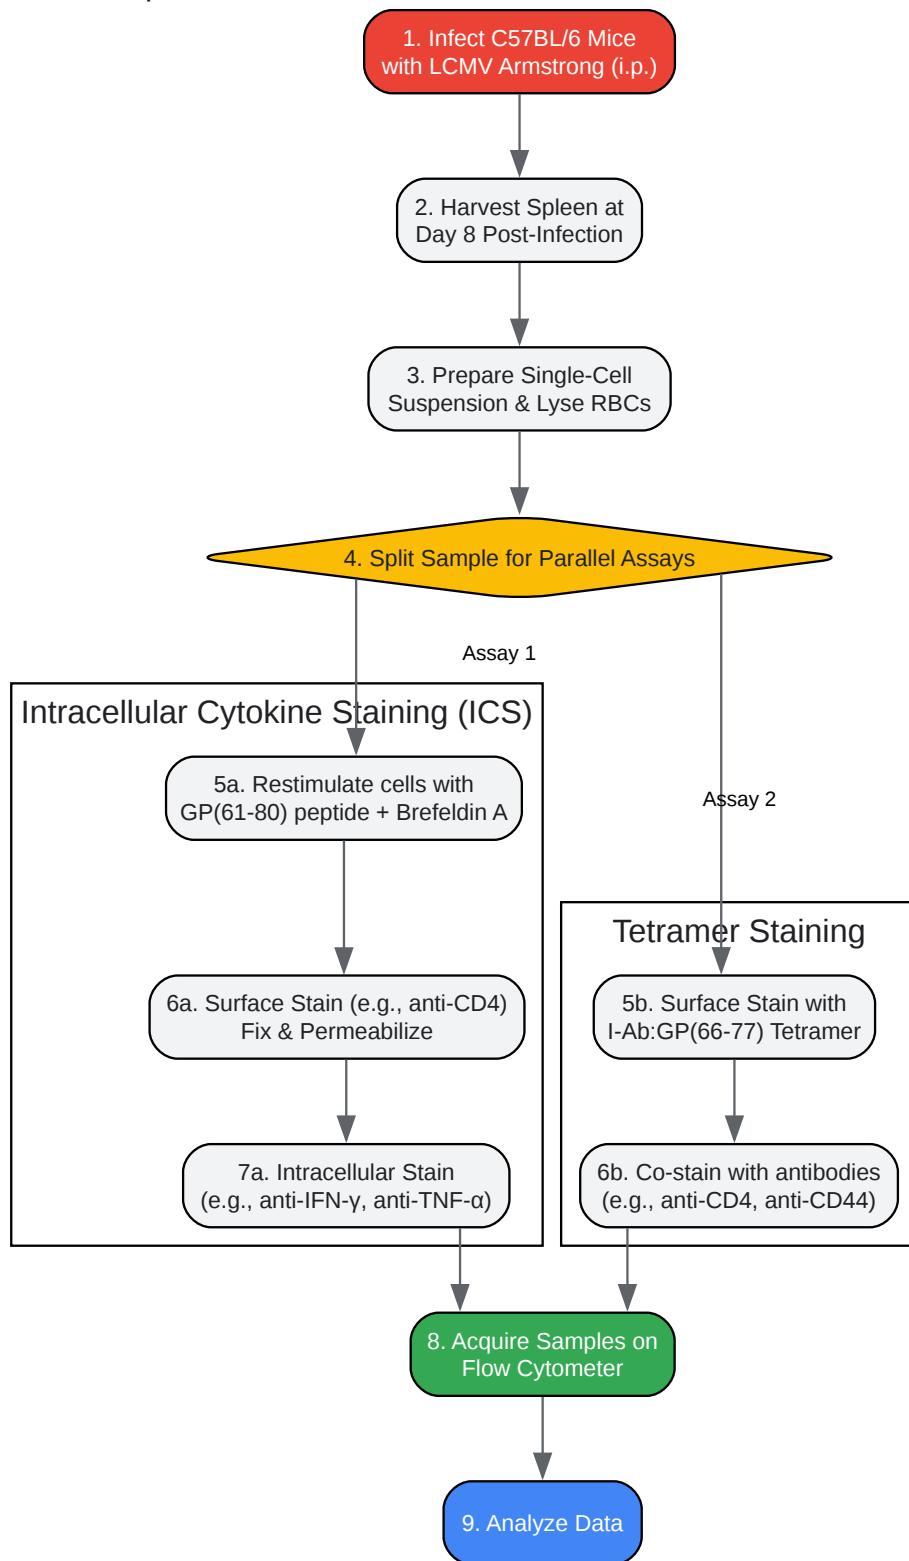 1. Infect C57BL/6 Mice
with LCMV Armstrong (i.p.)
2. Harvest Spleen at
Day 8 Post-Infection
3. Prepare Single-Cell
Suspension & Lyse RBCs
4. Split Sample for Parallel Assays
Assay 1
Intracellular Cytokine Staining (ICS)
5a. Restimulate cells with
GP(61-80) peptide + Brefeldin A
6a. Surface Stain (e.g., anti-CD4)
Fix & Permeabilize
7a. Intracellular Stain
(e.g., anti-IFN-γ, anti-TNF-α)
Assay 2
Tetramer Staining
5b. Surface Stain with
I-Ab:GP(66-77) Tetramer
6b. Co-stain with antibodies
(e.g., anti-CD4, anti-CD44)
8. Acquire Samples on
Flow Cytometer
9. Analyze Data